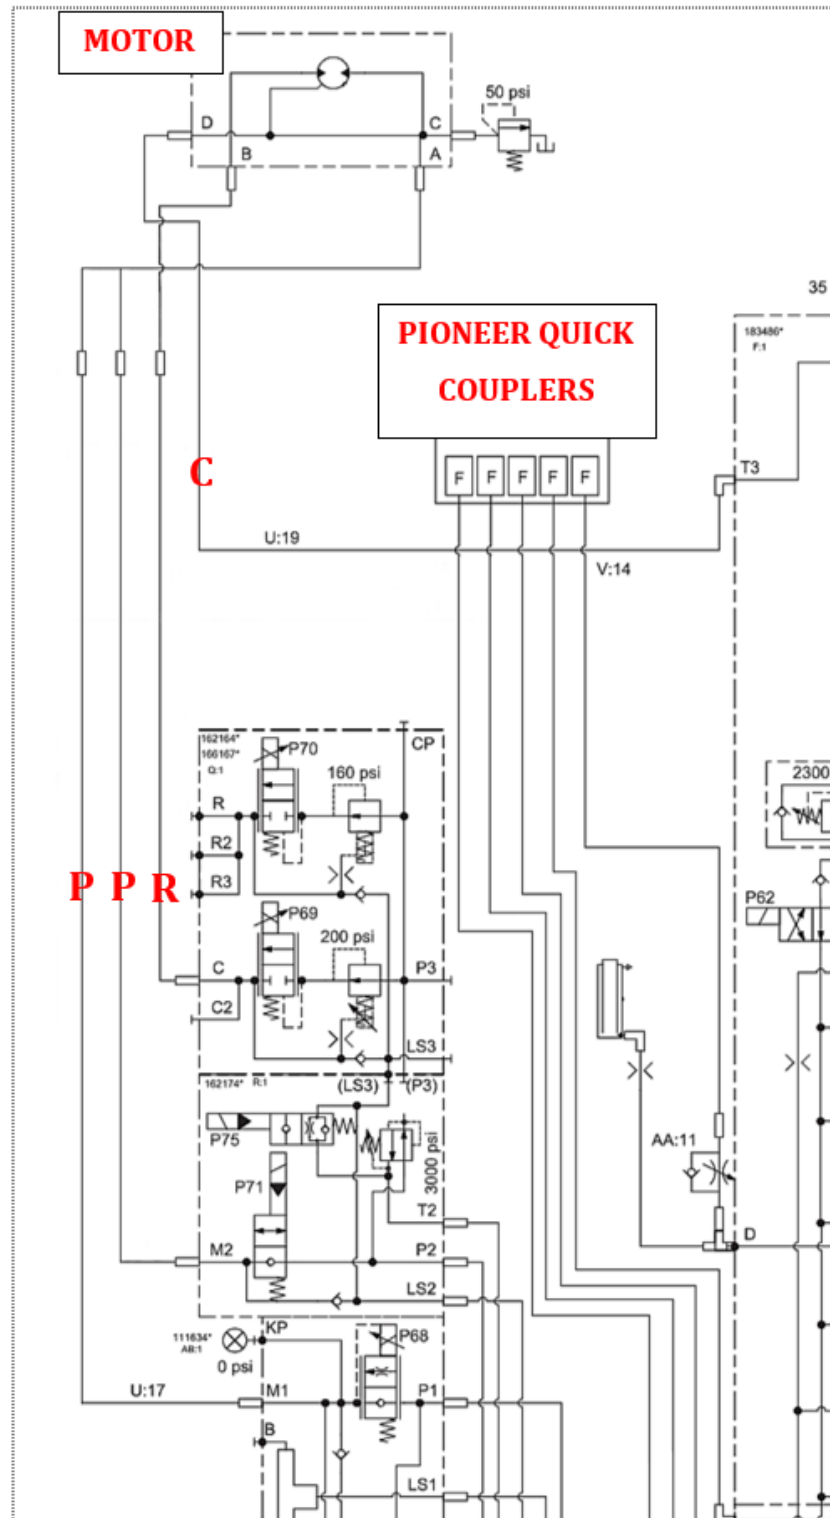 MOTOR
50 psi
D
C
B
A
35
PIONEER QUICK
COUPLERS
183486*
F:1
F F F F F
T3
C
U:19
V:14
162164*
166167*
Q:1
P70
CP
160 psi
2300
R
R2
R3
P P R
P69
P62
200 psi
C
P3
C2
LS3
162174* R:1
(LS3)
(P3)
P75
3000 psi
AA:11
P71
T2
D
M2
P2
LS2
111634*
AB:1
KP
P68
0 psi
U:17
M1
P1
B
LS1